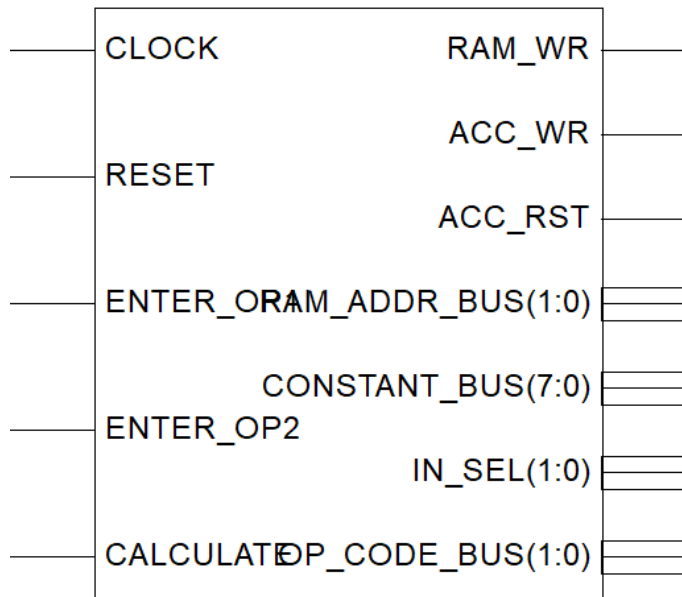 CLOCK
RAM_WR
ACC_WR
RESET
ACC_RST
ENTER_OP1
RAM_ADDR_BUS(1:0)
CONSTANT_BUS(7:0)
ENTER_OP2
IN_SEL(1:0)
CALCULATE
OP_CODE_BUS(1:0)